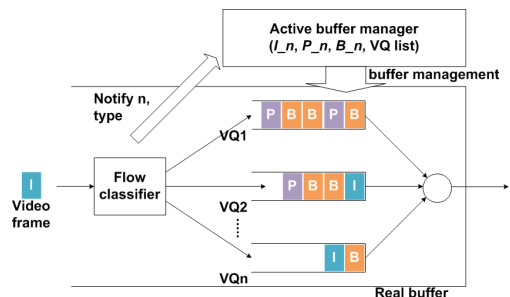 Active buffer manager
(I_n, P_n, B_n, VQ list)
buffer management
Notify n,
type
P B B P B
VQ1
I
Video
frame
Flow
classifier
P B B I
VQ2
I B
VQn
Real buffer